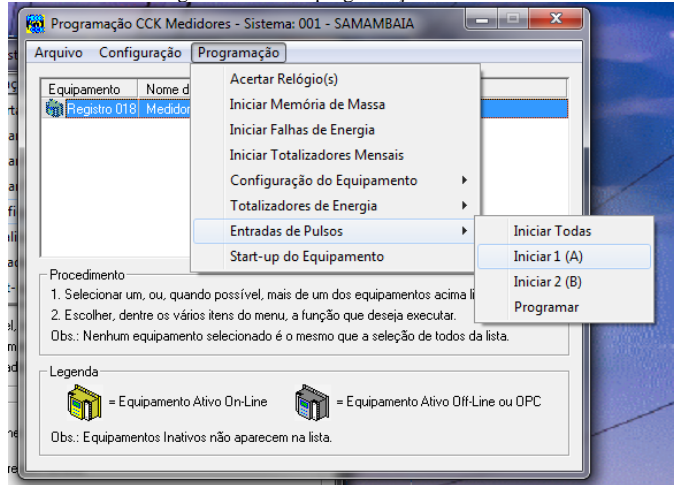 Programação CCK Medidores - Sistema: 001 - SAMAMBAIA
Arquivo Configuração Programação
Equipamento Nome d
Registro 018 Medidor
Acertar Relógio(s)
Iniciar Memória de Massa
Iniciar Falhas de Energia
Iniciar Totalizadores Mensais
Configuração do Equipamento
Totalizadores de Energia
Entradas de Pulsos
Start-up do Equipamento
Iniciar Todas
Iniciar 1 (A)
Iniciar 2 (B)
Programar
Procedimento
1. Selecionar um, ou, quando possível, mais de um dos equipamentos acima li
2. Escolher, dentre os vários itens do menu, a função que deseja executar.
Obs.: Nenhum equipamento selecionado é o mesmo que a seleção de todos da lista.
Legenda
= Equipamento Ativo On-Line = Equipamento Ativo Off-Line ou OPC
Obs.: Equipamentos Inativos não aparecem na lista.